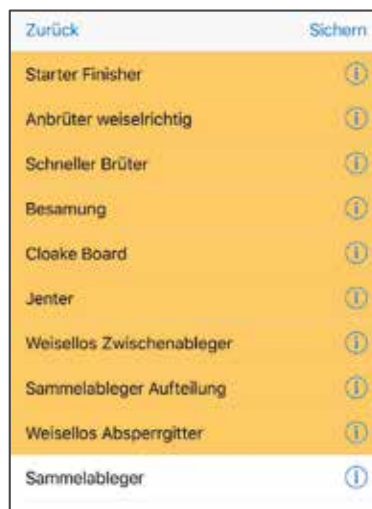 Zurück Sichern
Starter Finisher
Anbrüter weiselrichtig
Schneller Brüter
Besamung
Cloake Board
Jenter
Weisellos Zwischenableger
Sammelableger Aufteilung
Weisellos Absperrgitter
Sammelableger